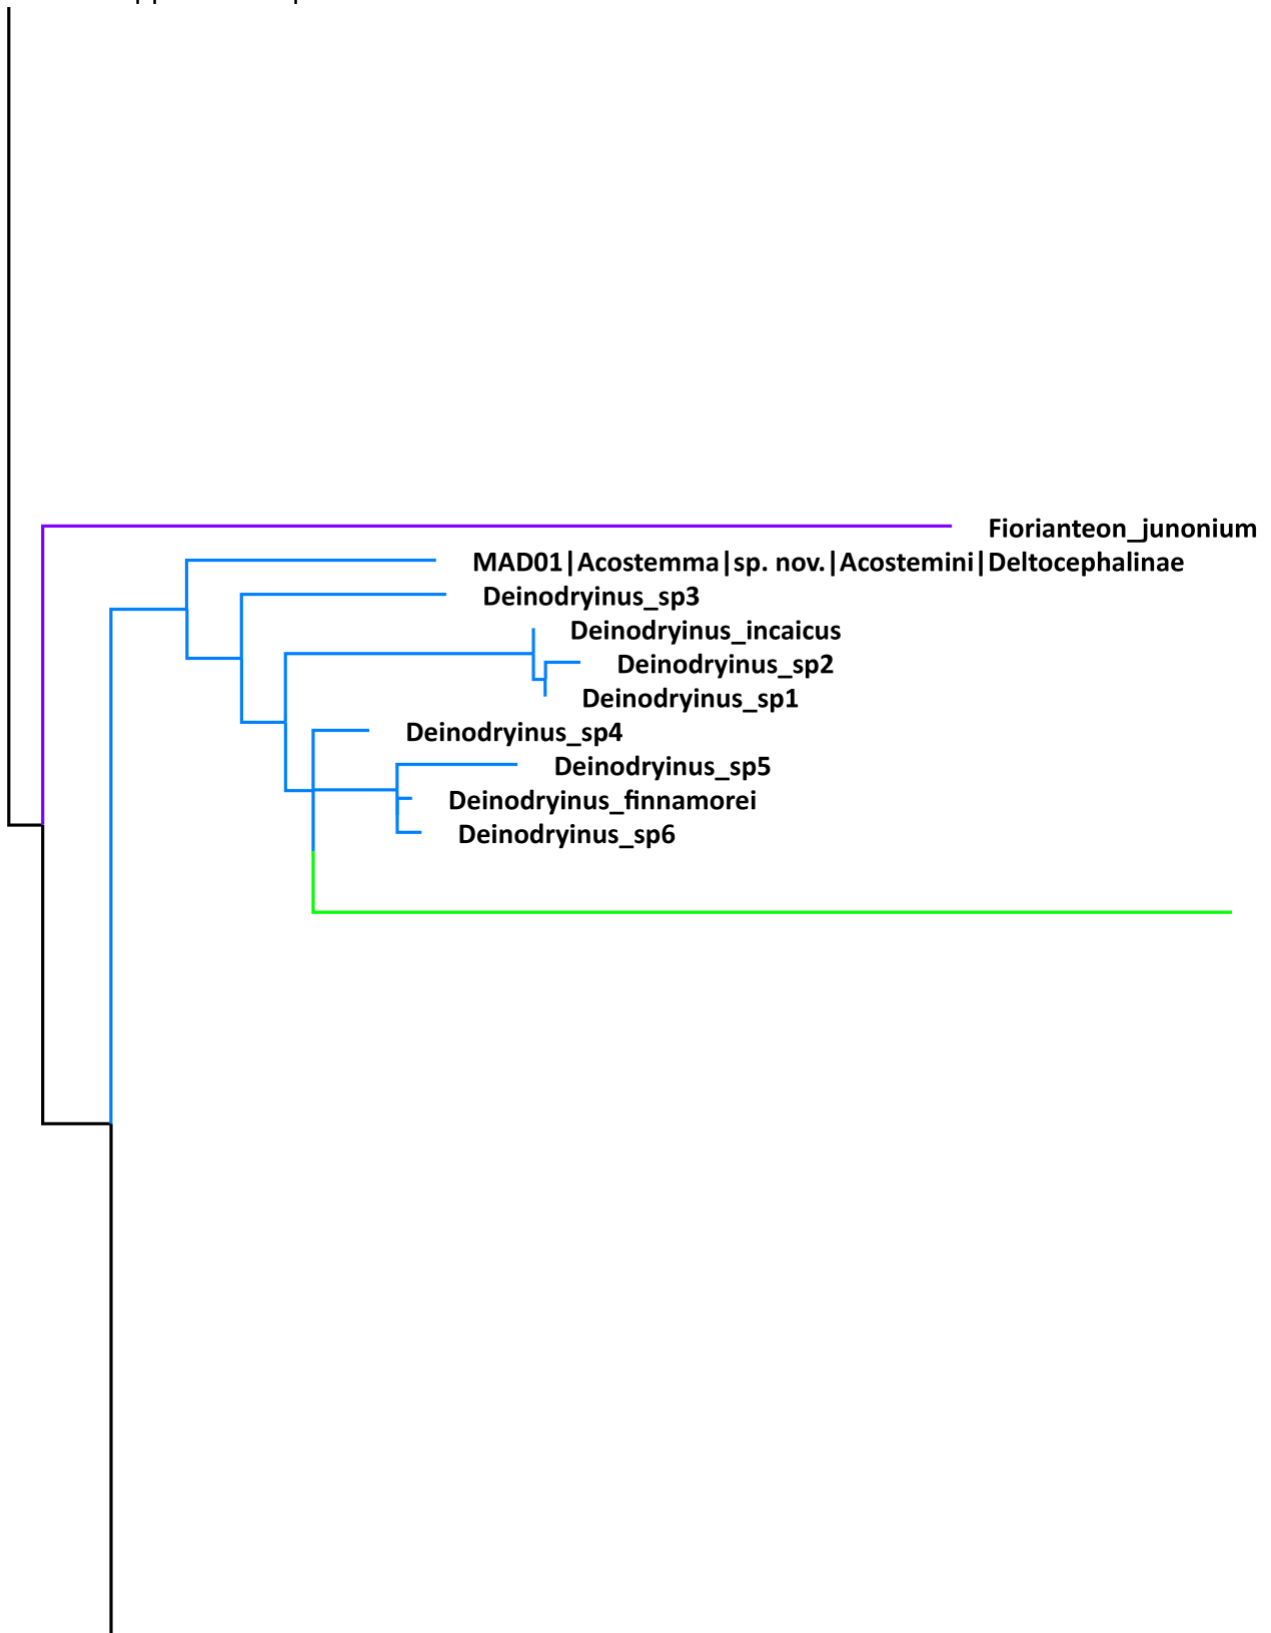 Fiorianteon_junonium
MAD01|Acostemma|sp. nov.|Acostemini|Deltocephalinae
Deinodryinus_sp3
Deinodryinus_incaicus
Deinodryinus_sp2
Deinodryinus_sp1
Deinodryinus_sp4
Deinodryinus_sp5
Deinodryinus_finnamorei
Deinodryinus_sp6